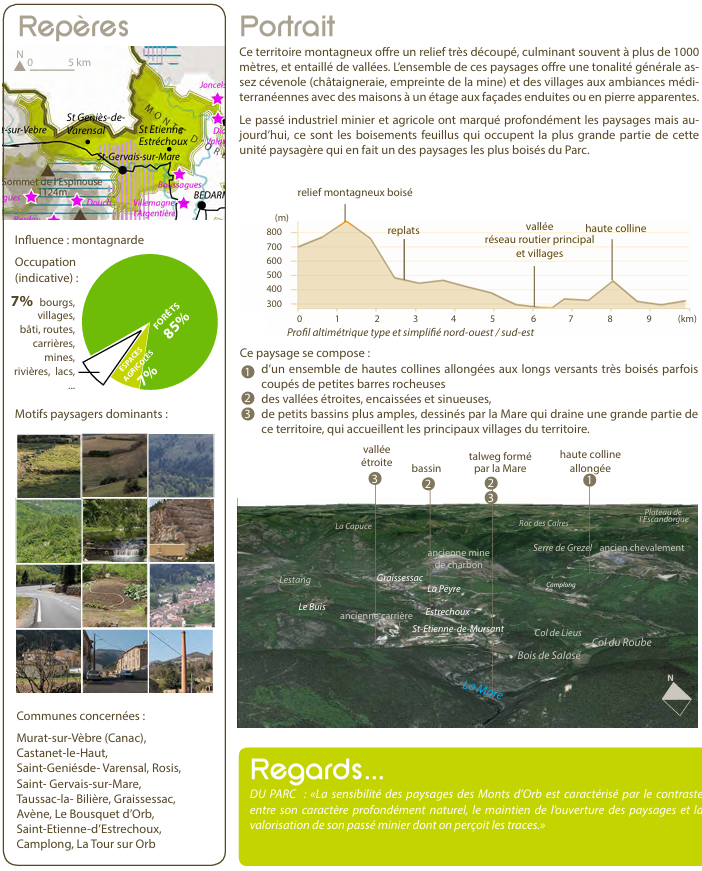 Repères
N
0 5 km
Joncels
MONTS D'ORB
St Geniès-de-
Varensal
t-sur-Vebre
St Etienne
Estréchoux
St-Gervais-sur-Mare
Sommet de l'Espinouse
1124m
Boussagues
BÉDAR
gues
Douch
Villemagne
l'Argentière
Influence : montagnarde
Occupation
(indicative) :
7% bourgs,
villages,
bâti, routes,
carrières,
mines,
rivières, lacs,
...
FORÊTS
85%
ESPACES
AGRICOLES
7%
Motifs paysagers dominants :
Communes concernées :
Murat-sur-Vèbre (Canac),
Castanet-le-Haut,
Saint-Geniésde- Varensal, Rosis,
Saint- Gervais-sur-Mare,
Taussac-la- Bilière, Graissessac,
Avène, Le Bousquet d'Orb,
Saint-Etienne-d'Estrechoux,
Camplong, La Tour sur Orb
Portrait
Ce territoire montagneux offre un relief très découpé, culminant souvent à plus de 1000
mètres, et entaillé de vallées. L'ensemble de ces paysages offre une tonalité générale as-
sez cévenole (châtaigneraie, empreinte de la mine) et des villages aux ambiances médi-
terranéennes avec des maisons à un étage aux façades enduites ou en pierre apparentes.
Le passé industriel minier et agricole ont marqué profondément les paysages mais au-
jourd'hui, ce sont les boisements feuillus qui occupent la plus grande partie de cette
unité paysagère qui en fait un des paysages les plus boisés du Parc.
relief montagneux boisé
replats
vallée
réseau routier principal
et villages
haute colline
(m)
800
700
600
500
400
300
0 1 2 3 4 5 6 7 8 9 (km)
Profil altimétrique type et simplifié nord-ouest / sud-est
Ce paysage se compose :
1 d'un ensemble de hautes collines allongées aux longs versants très boisés parfois
coupés de petites barres rocheuses
2 des vallées étroites, encaissées et sinueuses,
3 de petits bassins plus amples, dessinés par la Mare qui draine une grande partie de
ce territoire, qui accueillent les principaux villages du territoire.
vallée
étroite
3
bassin
2
talweg formé
par la Mare
2
3
haute colline
allongée
1
La Capuce
Roc des Calres
Plateau de
l'Escandorgue
ancienne mine
de charbon
Serre de Grezel
ancien chevalement
Lestang
Graissessac
La Peyre
Camplong
Le Buis
ancienne carrière
Estrechoux
St-Etienne-de-Mursant
Col de Lieus
Col du Roube
Bois de Salase
La Mare
N
Regards...
DU PARC : «La sensibilité des paysages des Monts d'Orb est caractérisé par le contraste
entre son caractère profondément naturel, le maintien de l'ouverture des paysages et la
valorisation de son passé minier dont on perçoit les traces.»